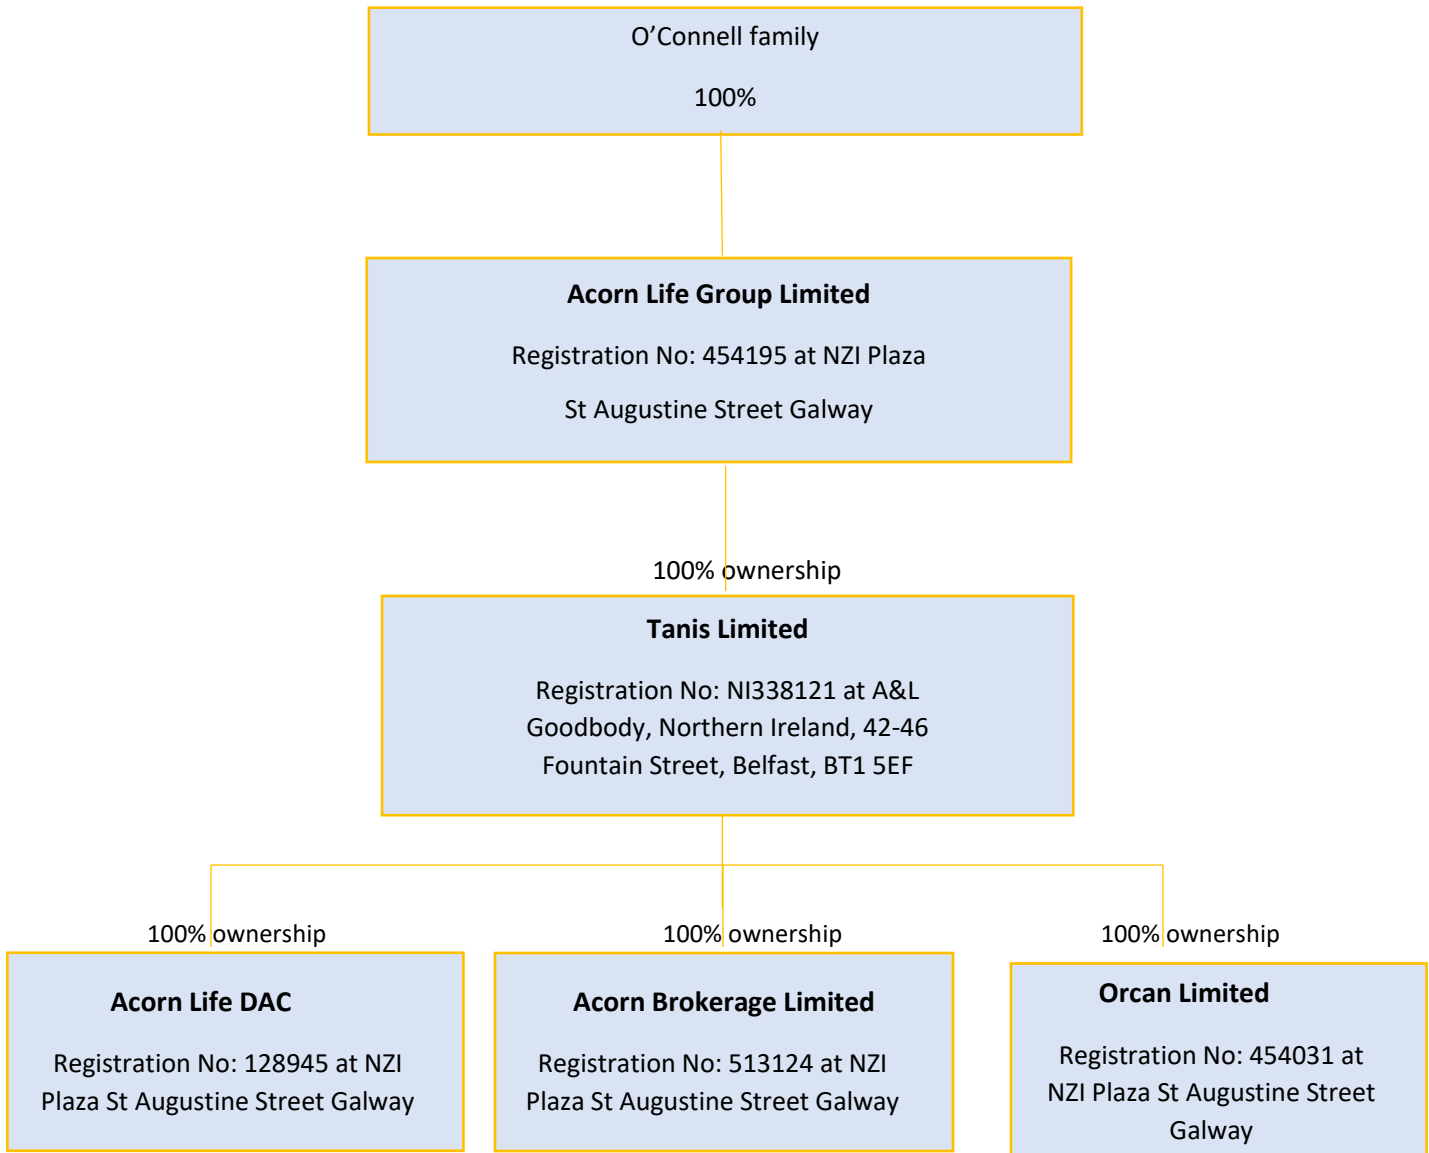 O’Connell family
100%
Acorn Life Group Limited
Registration No: 454195 at NZI Plaza
St Augustine Street Galway
100% ownership
Tanis Limited
Registration No: NI338121 at A&L
Goodbody, Northern Ireland, 42-46
Fountain Street, Belfast, BT1 5EF
100% ownership
100% ownership
100% ownership
Acorn Life DAC
Registration No: 128945 at NZI
Plaza St Augustine Street Galway
Acorn Brokerage Limited
Registration No: 513124 at NZI
Plaza St Augustine Street Galway
Orcan Limited
Registration No: 454031 at
NZI Plaza St Augustine Street
Galway